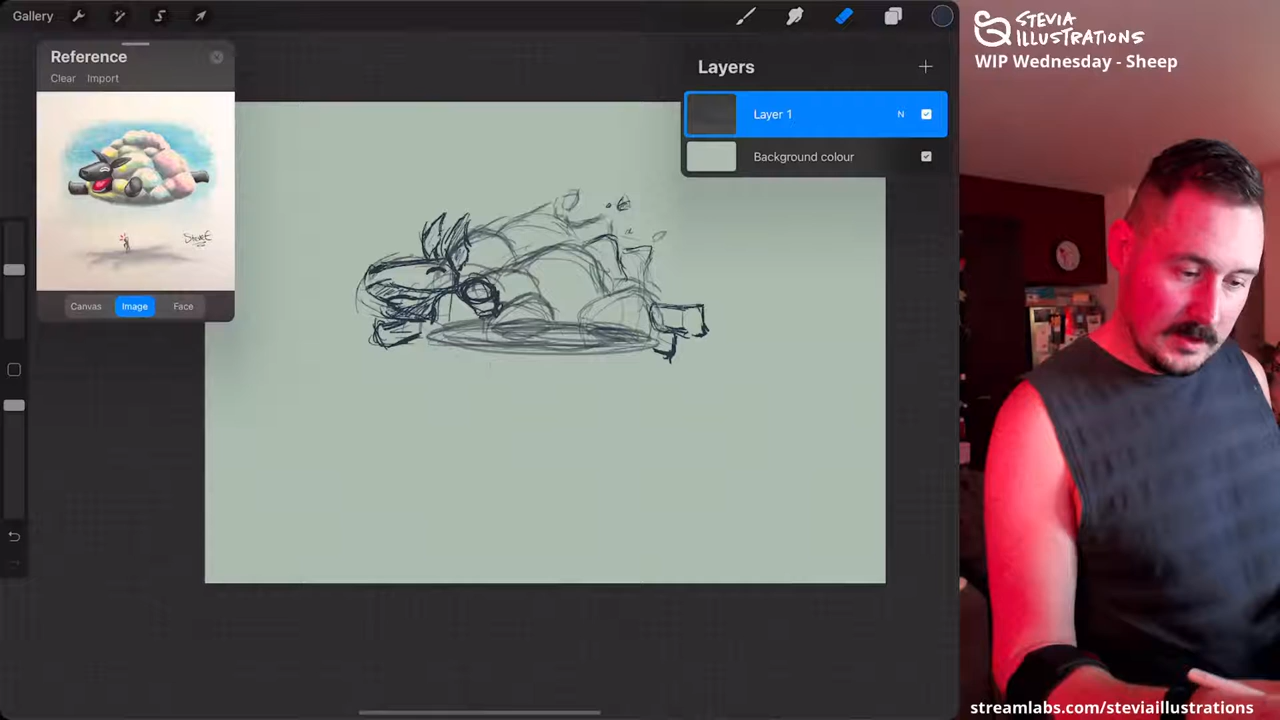 Gallery
Reference
Clear Import
Stevie
Canvas Image Face
Layers
Layer 1 N
Background colour
STEVIA
ILLUSTRATIONS
WIP Wednesday - Sheep
streamlabs.com/steviaillustrations